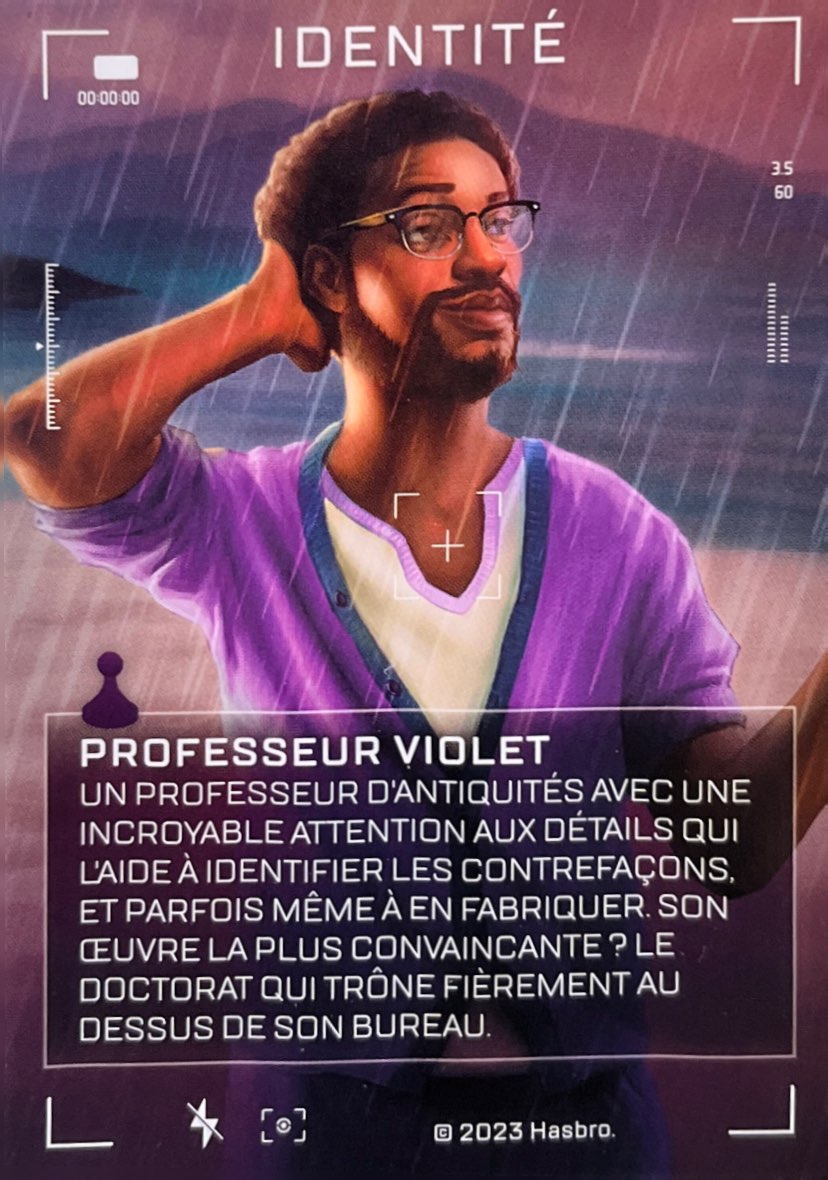 IDENTITÉ
00:00:00
3.5
60
PROFESSEUR VIOLET
UN PROFESSEUR D'ANTIQUITÉS AVEC UNE
INCROYABLE ATTENTION AUX DÉTAILS QUI
L'AIDE À IDENTIFIER LES CONTREFAÇONS,
ET PARFOIS MÊME À EN FABRIQUER. SON
ŒUVRE LA PLUS CONVAINCANTE ? LE
DOCTORAT QUI TRÔNE FIÈREMENT AU
DESSUS DE SON BUREAU.
© 2023 Hasbro.